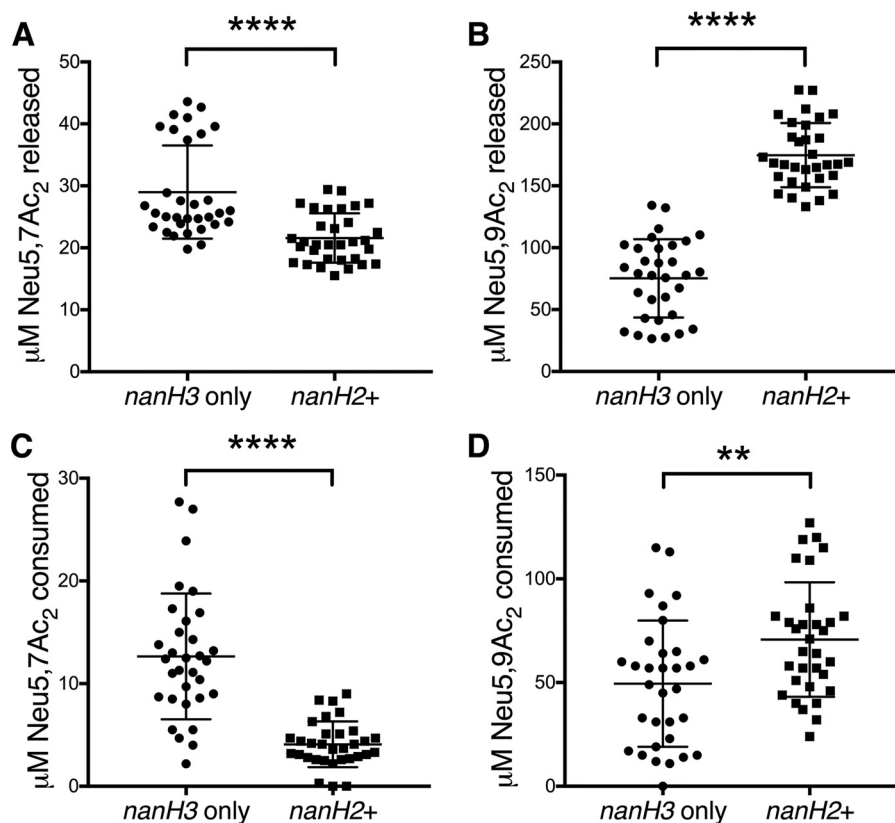 A
****
μM Neu5,7Ac2 released
50
40
30
20
10
0
nanH3 only
nanH2+
B
****
μM Neu5,9Ac2 released
250
200
150
100
50
0
nanH3 only
nanH2+
C
****
μM Neu5,7Ac2 consumed
30
20
10
0
nanH3 only
nanH2+
D
**
μM Neu5,9Ac2 consumed
150
100
50
0
nanH3 only
nanH2+